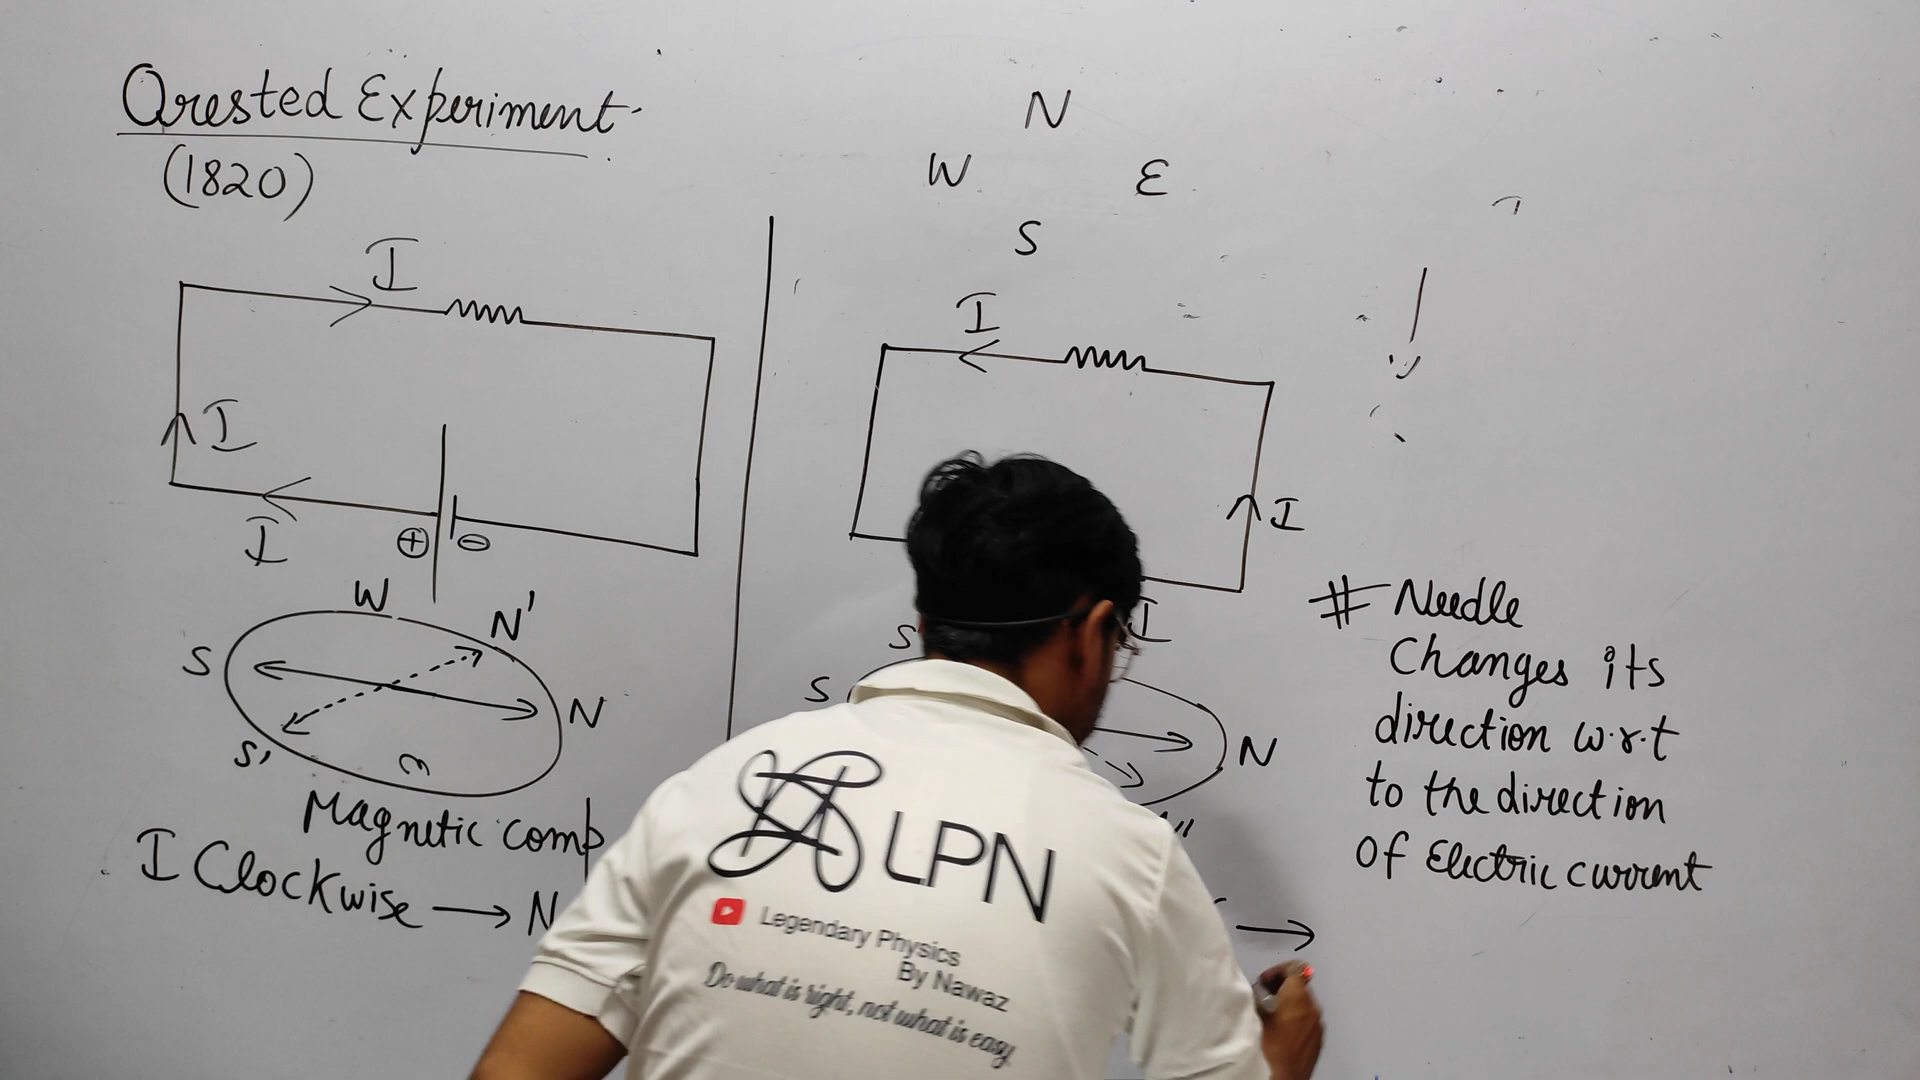 Orested Experiment
(1820)
N
W E
S
I
I
I
⊕ ⊖
W
N'
S
N
S'
Magnetic comp
I Clockwise → N
I
I
I
S
S
N
# Needle
Changes its
direction w.r.t
to the direction
Of Electric current
→
LPN
Legendary Physics
By Nawaz
Do what is right, not what is easy